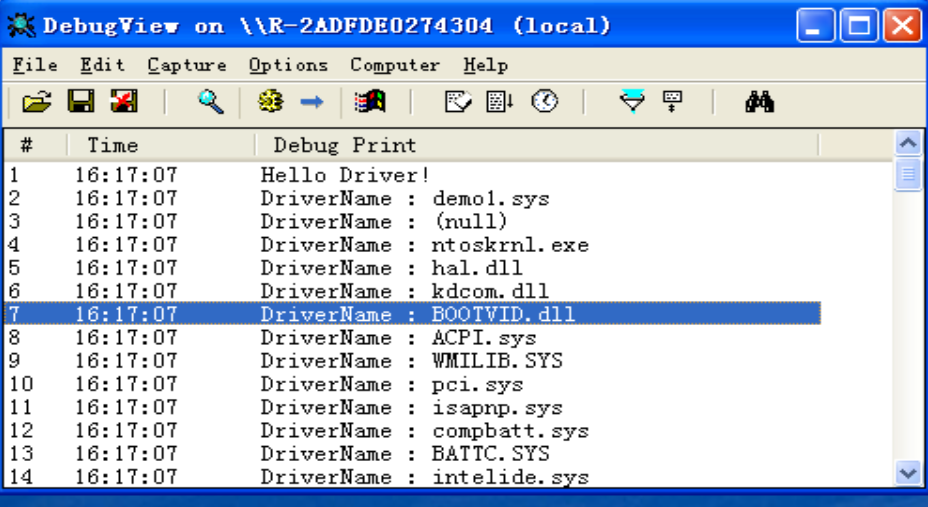 DebugView on \\R-2ADFDE0274304 (local)
File Edit Capture Options Computer Help
# Time Debug Print
1 16:17:07 Hello Driver!
2 16:17:07 DriverName : demo1.sys
3 16:17:07 DriverName : (null)
4 16:17:07 DriverName : ntoskrnl.exe
5 16:17:07 DriverName : hal.dll
6 16:17:07 DriverName : kdcom.dll
7 16:17:07 DriverName : BOOTVID.dll
8 16:17:07 DriverName : ACPI.sys
9 16:17:07 DriverName : WMILIB.SYS
10 16:17:07 DriverName : pci.sys
11 16:17:07 DriverName : isapnp.sys
12 16:17:07 DriverName : compbatt.sys
13 16:17:07 DriverName : BATTC.SYS
14 16:17:07 DriverName : intelide.sys